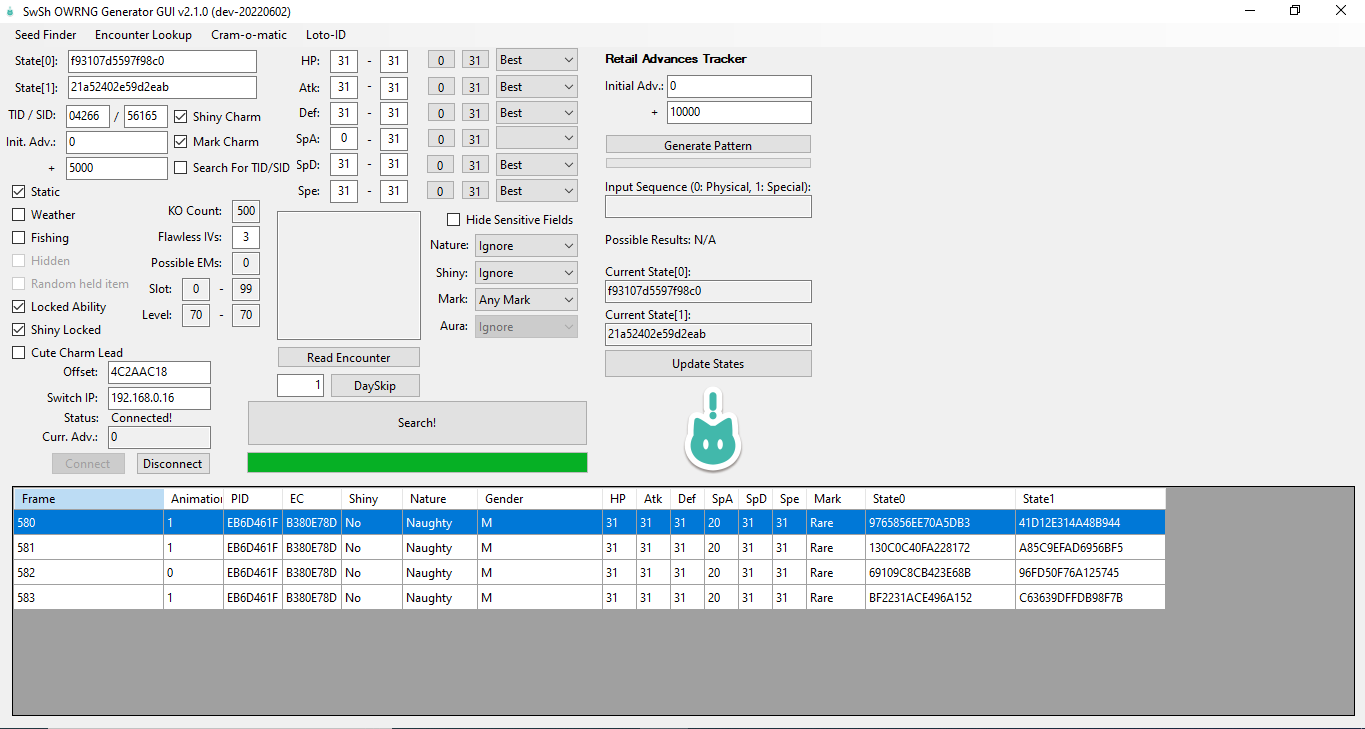 SwSh OWRNG Generator GUI v2.1.0 (dev-20220602)
Seed Finder Encounter Lookup Cram-o-matic Loto-ID
State[0]: f93107d5597f98c0 HP: 31 - 31 0 31 Best Retail Advances Tracker
State[1]: 21a52402e59d2eab Atk: 31 - 31 0 31 Best Initial Adv.: 0
TID / SID: 04266 / 56165 Shiny Charm Def: 31 - 31 0 31 Best + 10000
Init. Adv.: 0 Mark Charm SpA: 0 - 31 0 31 Generate Pattern
+ 5000 Search For TID/SID SpD: 31 - 31 0 31 Best
Static Spe: 31 - 31 0 31 Best Input Sequence (0: Physical, 1: Special):
Weather KO Count: 500 Hide Sensitive Fields
Fishing Flawless IVs: 3 Nature: Ignore Possible Results: N/A
Hidden Possible EMs: 0 Shiny: Ignore Current State[0]:
Random held item Slot: 0 - 99 Mark: Any Mark f93107d5597f98c0
Locked Ability Level: 70 - 70 Aura: Ignore Current State[1]:
Shiny Locked 21a52402e59d2eab
Cute Charm Lead Read Encounter Update States
Offset: 4C2AAC18 1 DaySkip
Switch IP: 192.168.0.16
Status: Connected! Search!
Curr. Adv.: 0
Connect Disconnect
Frame Animation PID EC Shiny Nature Gender HP Atk Def SpA SpD Spe Mark State0 State1
580 1 EB6D461F B380E78D No Naughty M 31 31 31 20 31 31 Rare 9765856EE70A5DB3 41D12E314A48B944
581 1 EB6D461F B380E78D No Naughty M 31 31 31 20 31 31 Rare 130C0C40FA228172 A85C9EFAD6956BF5
582 0 EB6D461F B380E78D No Naughty M 31 31 31 20 31 31 Rare 69109C8CB423E68B 96FD50F76A125745
583 1 EB6D461F B380E78D No Naughty M 31 31 31 20 31 31 Rare BF2231ACE496A152 C63639DFFDB98F7B